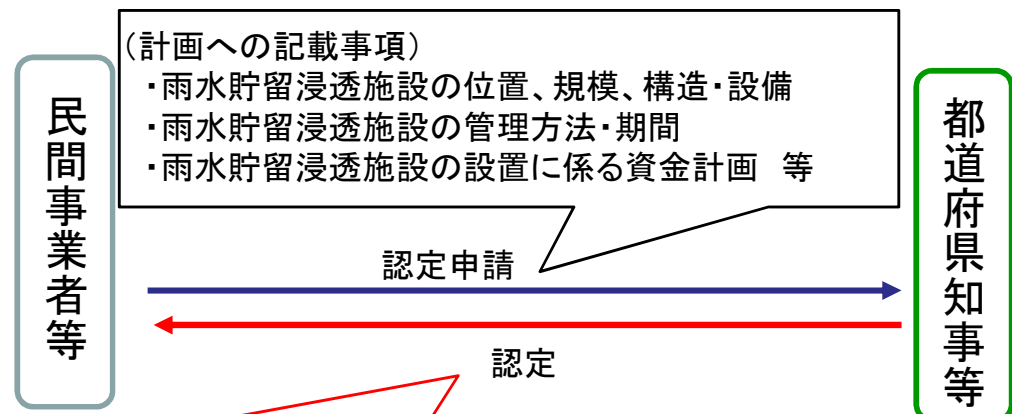 民間事業者等
(計画への記載事項)
・雨水貯留浸透施設の位置、規模、構造・設備
・雨水貯留浸透施設の管理方法・期間
・雨水貯留浸透施設の設置に係る資金計画　等
認定申請
認定
都道府県知事等